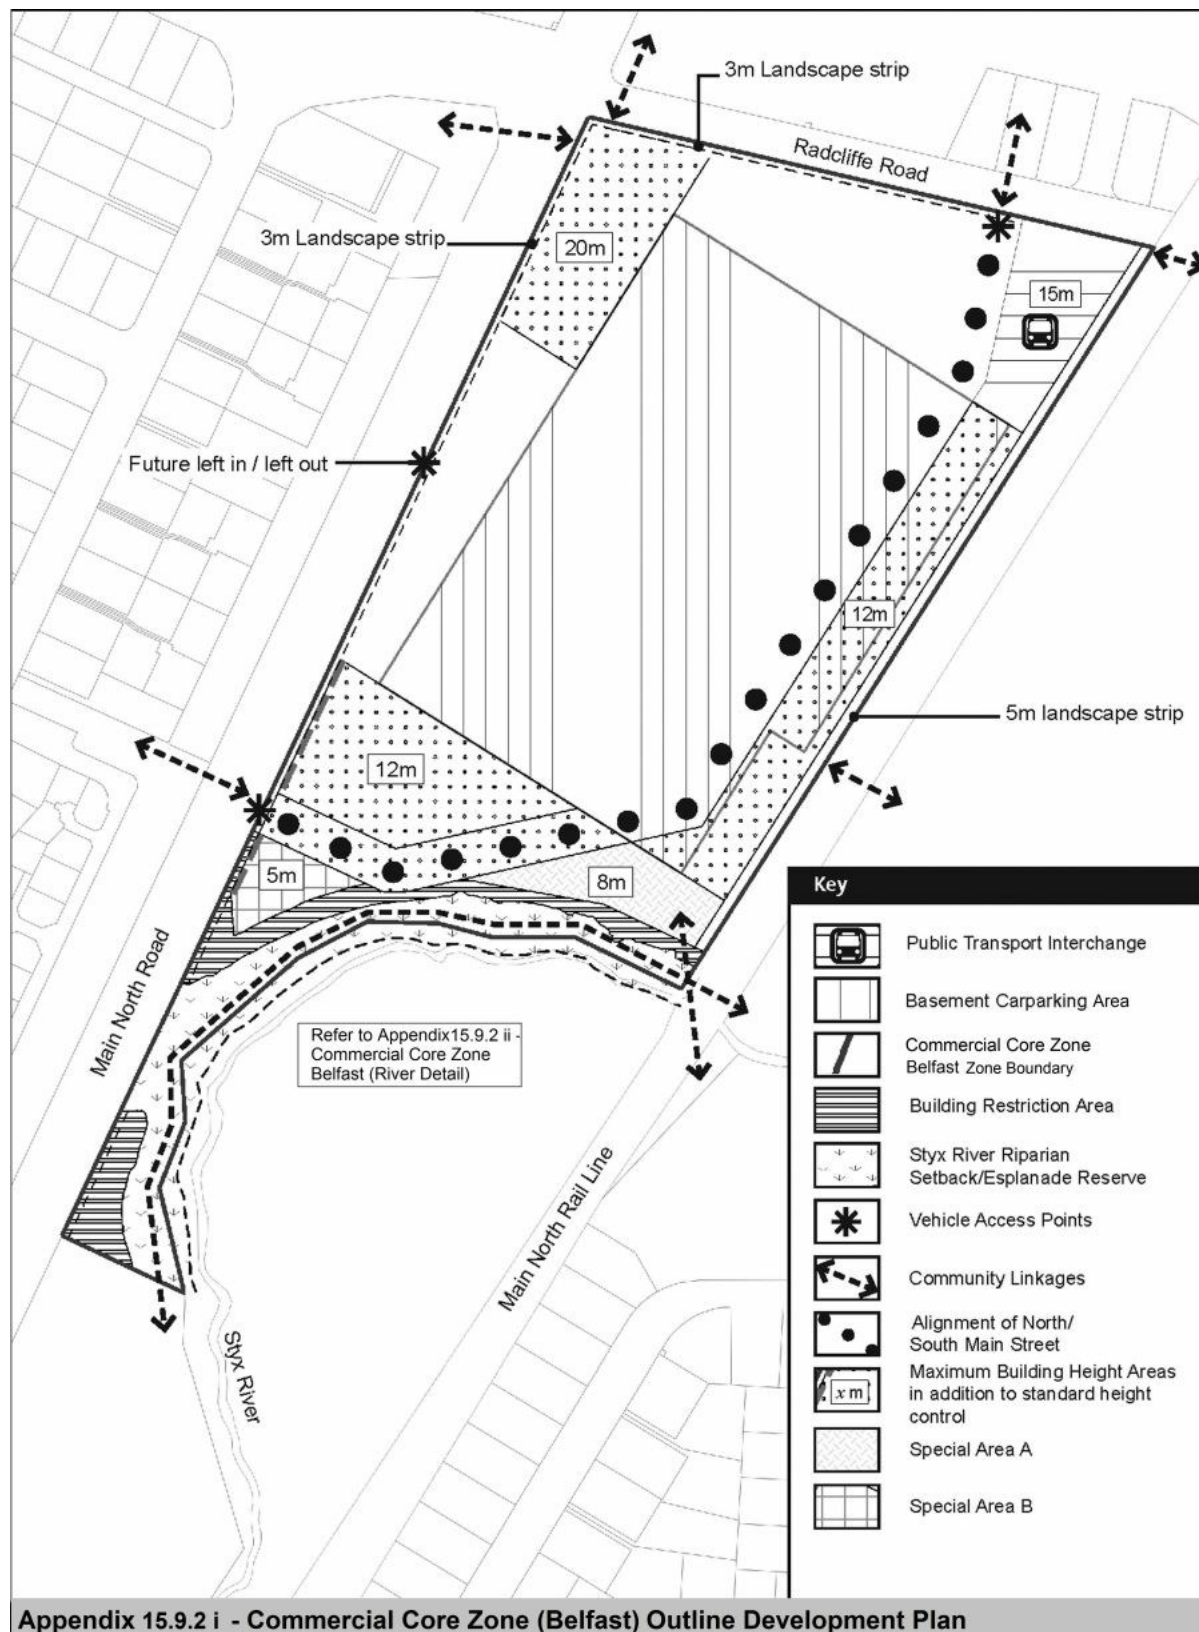 3m Landscape strip
Radcliffe Road
3m Landscape strip
20m
15m
Future left in / left out
12m
5m landscape strip
12m
5m
8m
Main North Road
Refer to Appendix15.9.2 ii -
Commercial Core Zone
Belfast (River Detail)
Main North Rail Line
Styx River
Key
Public Transport Interchange
Basement Carparking Area
Commercial Core Zone
Belfast Zone Boundary
Building Restriction Area
Styx River Riparian
Setback/Esplanade Reserve
Vehicle Access Points
Community Linkages
Alignment of North/
South Main Street
x m
Maximum Building Height Areas
in addition to standard height
control
Special Area A
Special Area B
Appendix 15.9.2 i - Commercial Core Zone (Belfast) Outline Development Plan